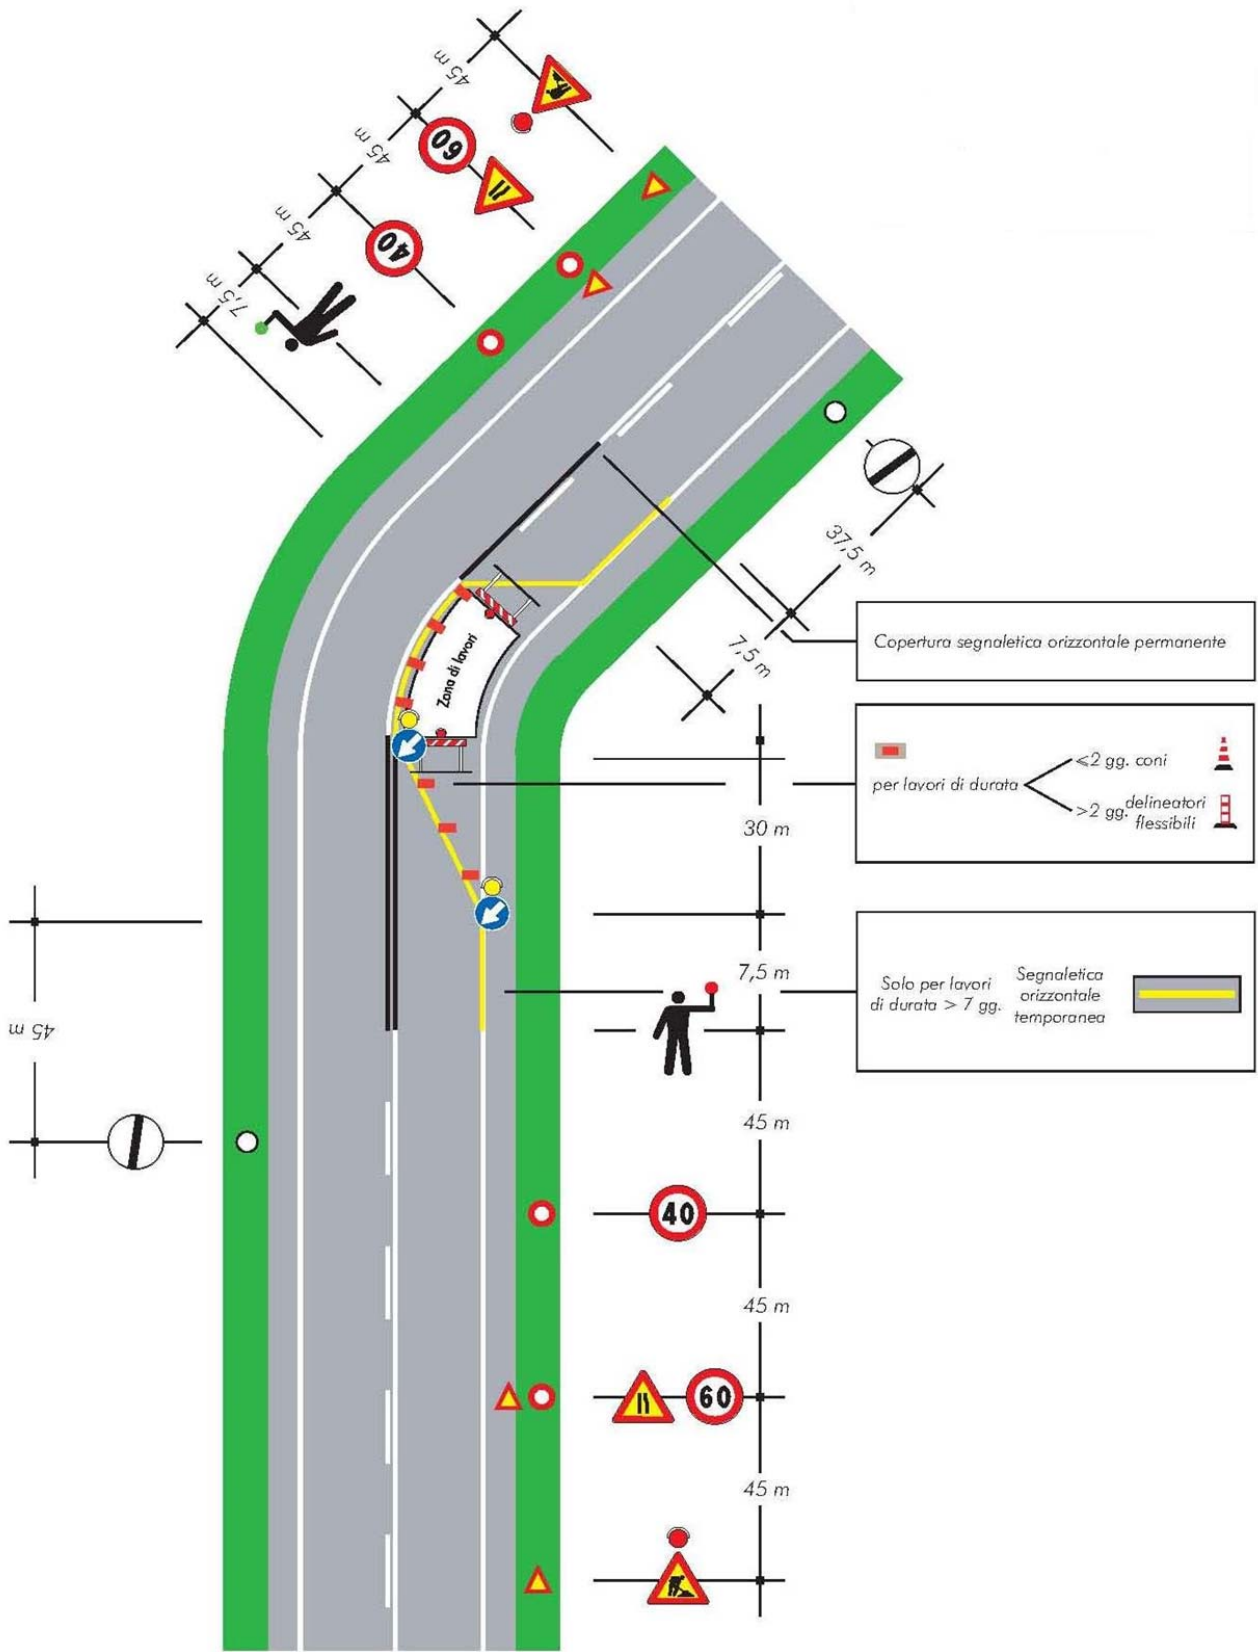 45 m
60
45 m
40
45 m
7,5 m
37,5 m
7,5 m
Copertura segnaletica orizzontale permanente
Zona di lavori
per lavori di durata
≤2 gg. coni
>2 gg. delineatori
flessibili
30 m
7,5 m
Solo per lavori
di durata > 7 gg.
Segnaletica
orizzontale
temporanea
45 m
45 m
40
45 m
60
45 m